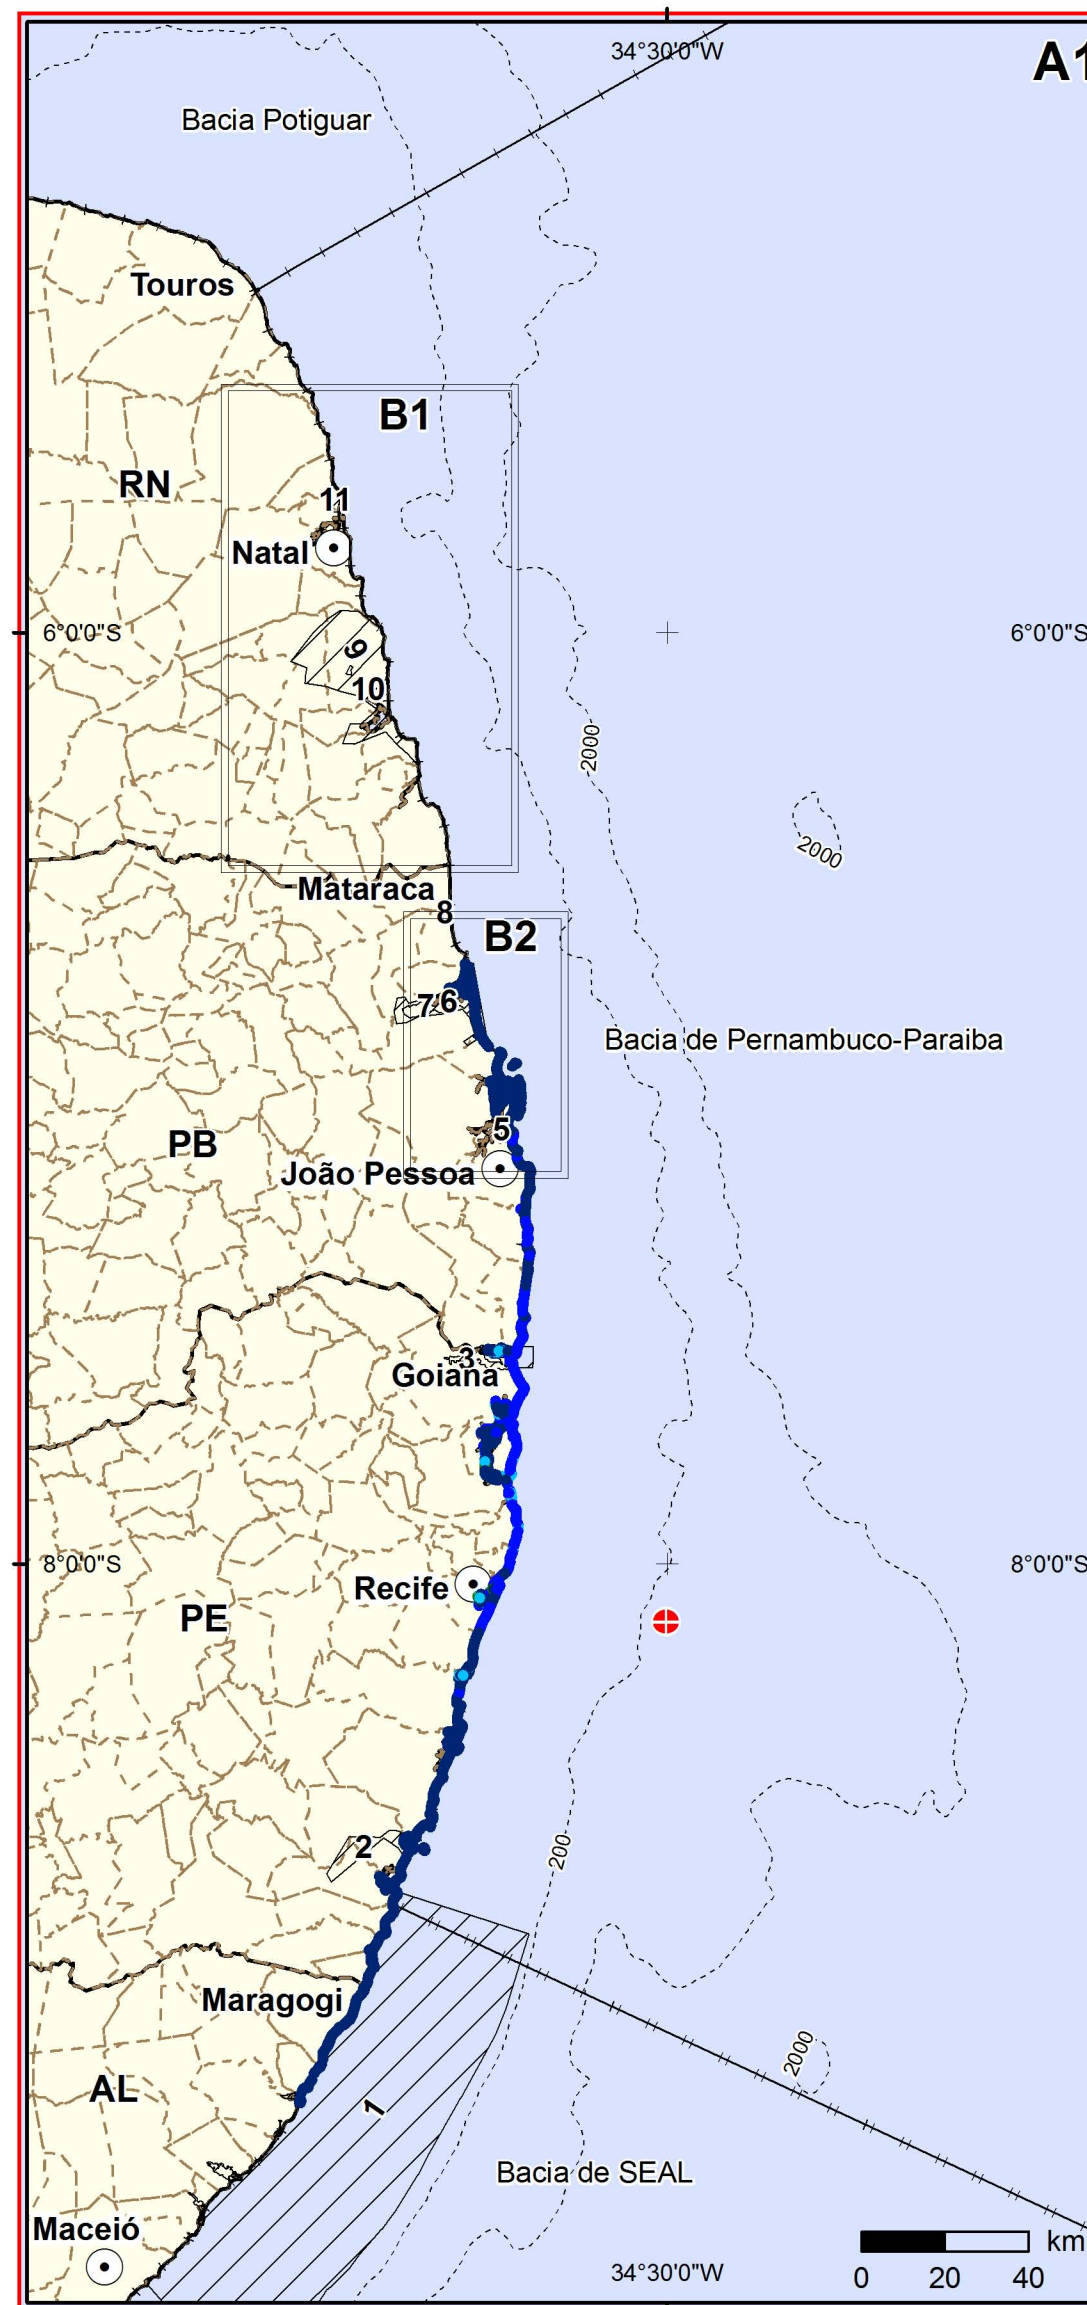 34°30'0"W
A1
Bacia Potiguar
Touros
B1
RN
11
Natal
6°0'0"S
6°0'0"S
9
10
2000
2000
Mataraca
8
B2
7
6
Bacia de Pernambuco-Paraiba
5
PB
João Pessoa
3
Goiana
8°0'0"S
8°0'0"S
Recife
PE
2
200
Maragogi
2000
AL
1
Bacia de SEAL
Maceió
34°30'0"W
km
0 20 40